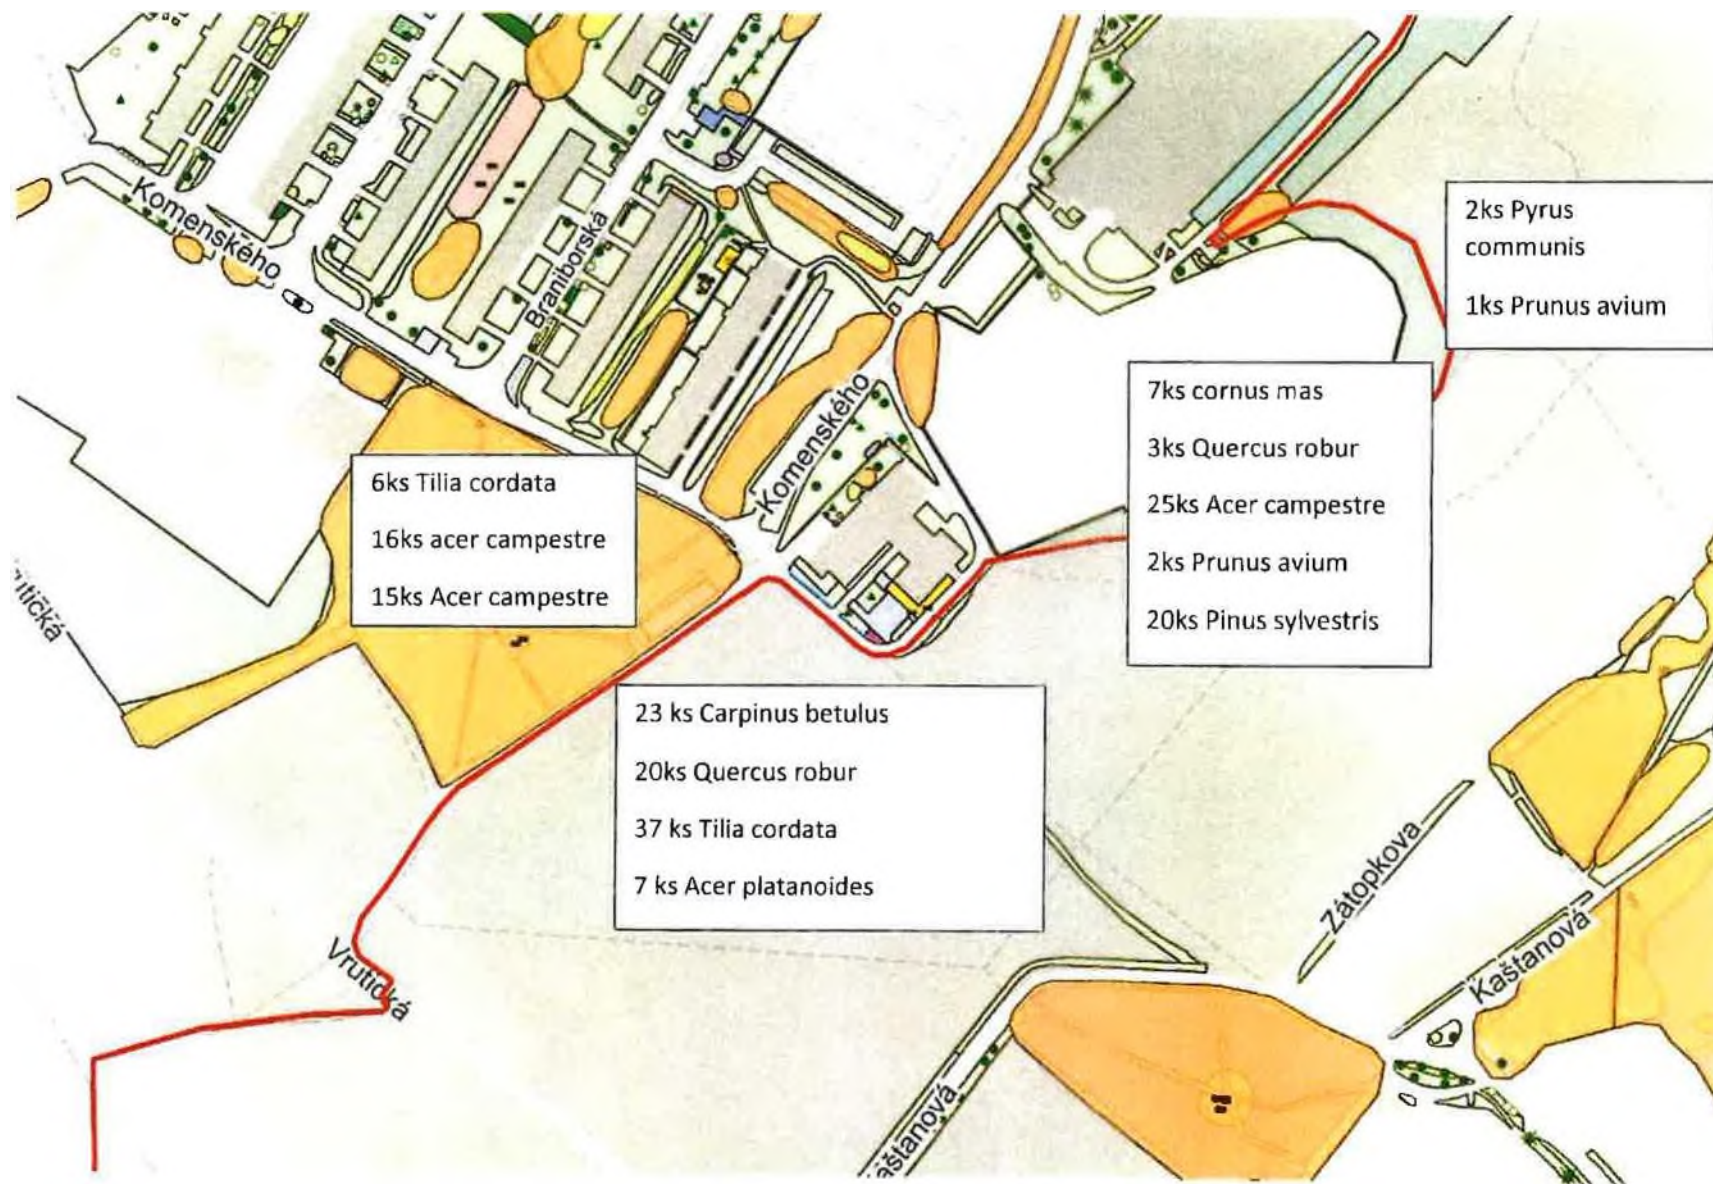 Komenského
Braniborská
Komenského
2ks Pyrus
communis
1ks Prunus avium
7ks cornus mas
3ks Quercus robur
25ks Acer campestre
2ks Prunus avium
20ks Pinus sylvestris
6ks Tilia cordata
16ks acer campestre
15ks Acer campestre
23 ks Carpinus betulus
20ks Quercus robur
37 ks Tilia cordata
7 ks Acer platanoides
Vrutická
Zátopkova
Kaštanová
aštanová